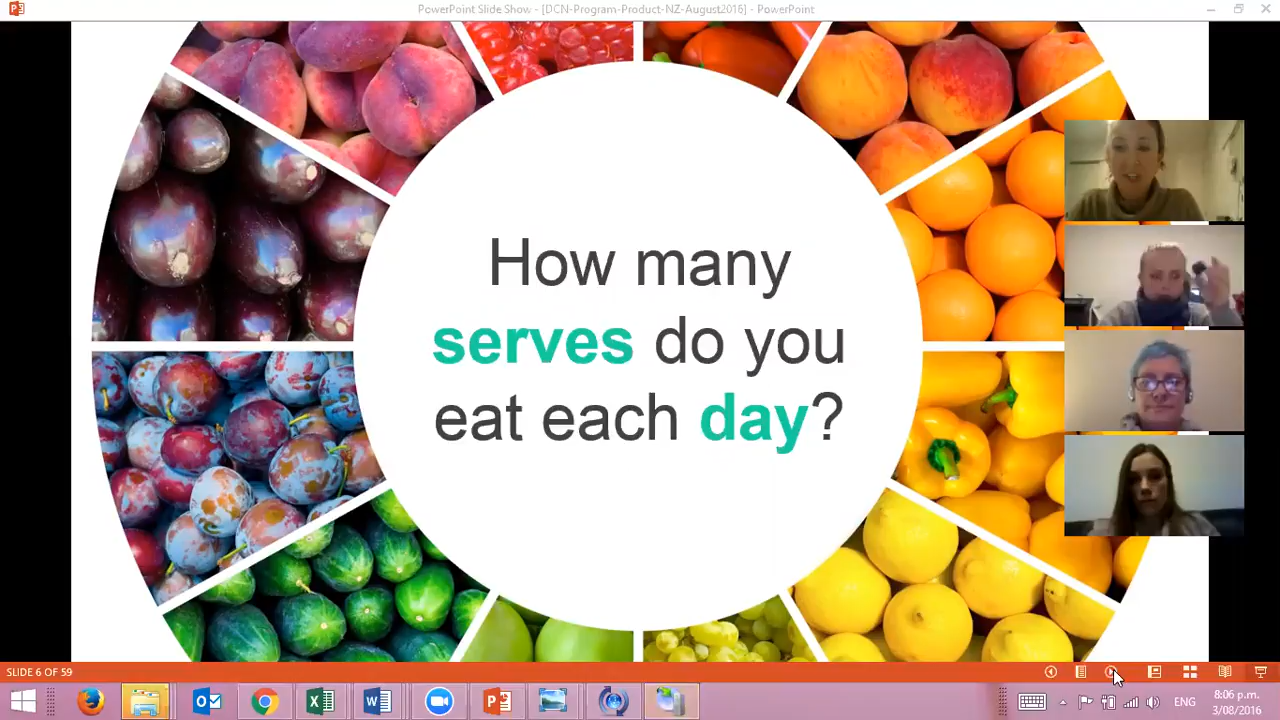 PowerPoint Slide Show - [DCN-Program-Product-NZ-August2016] - PowerPoint
How many
serves do you
eat each day?
SLIDE 6 OF 59
ENG
8:06 p.m.
3/08/2016